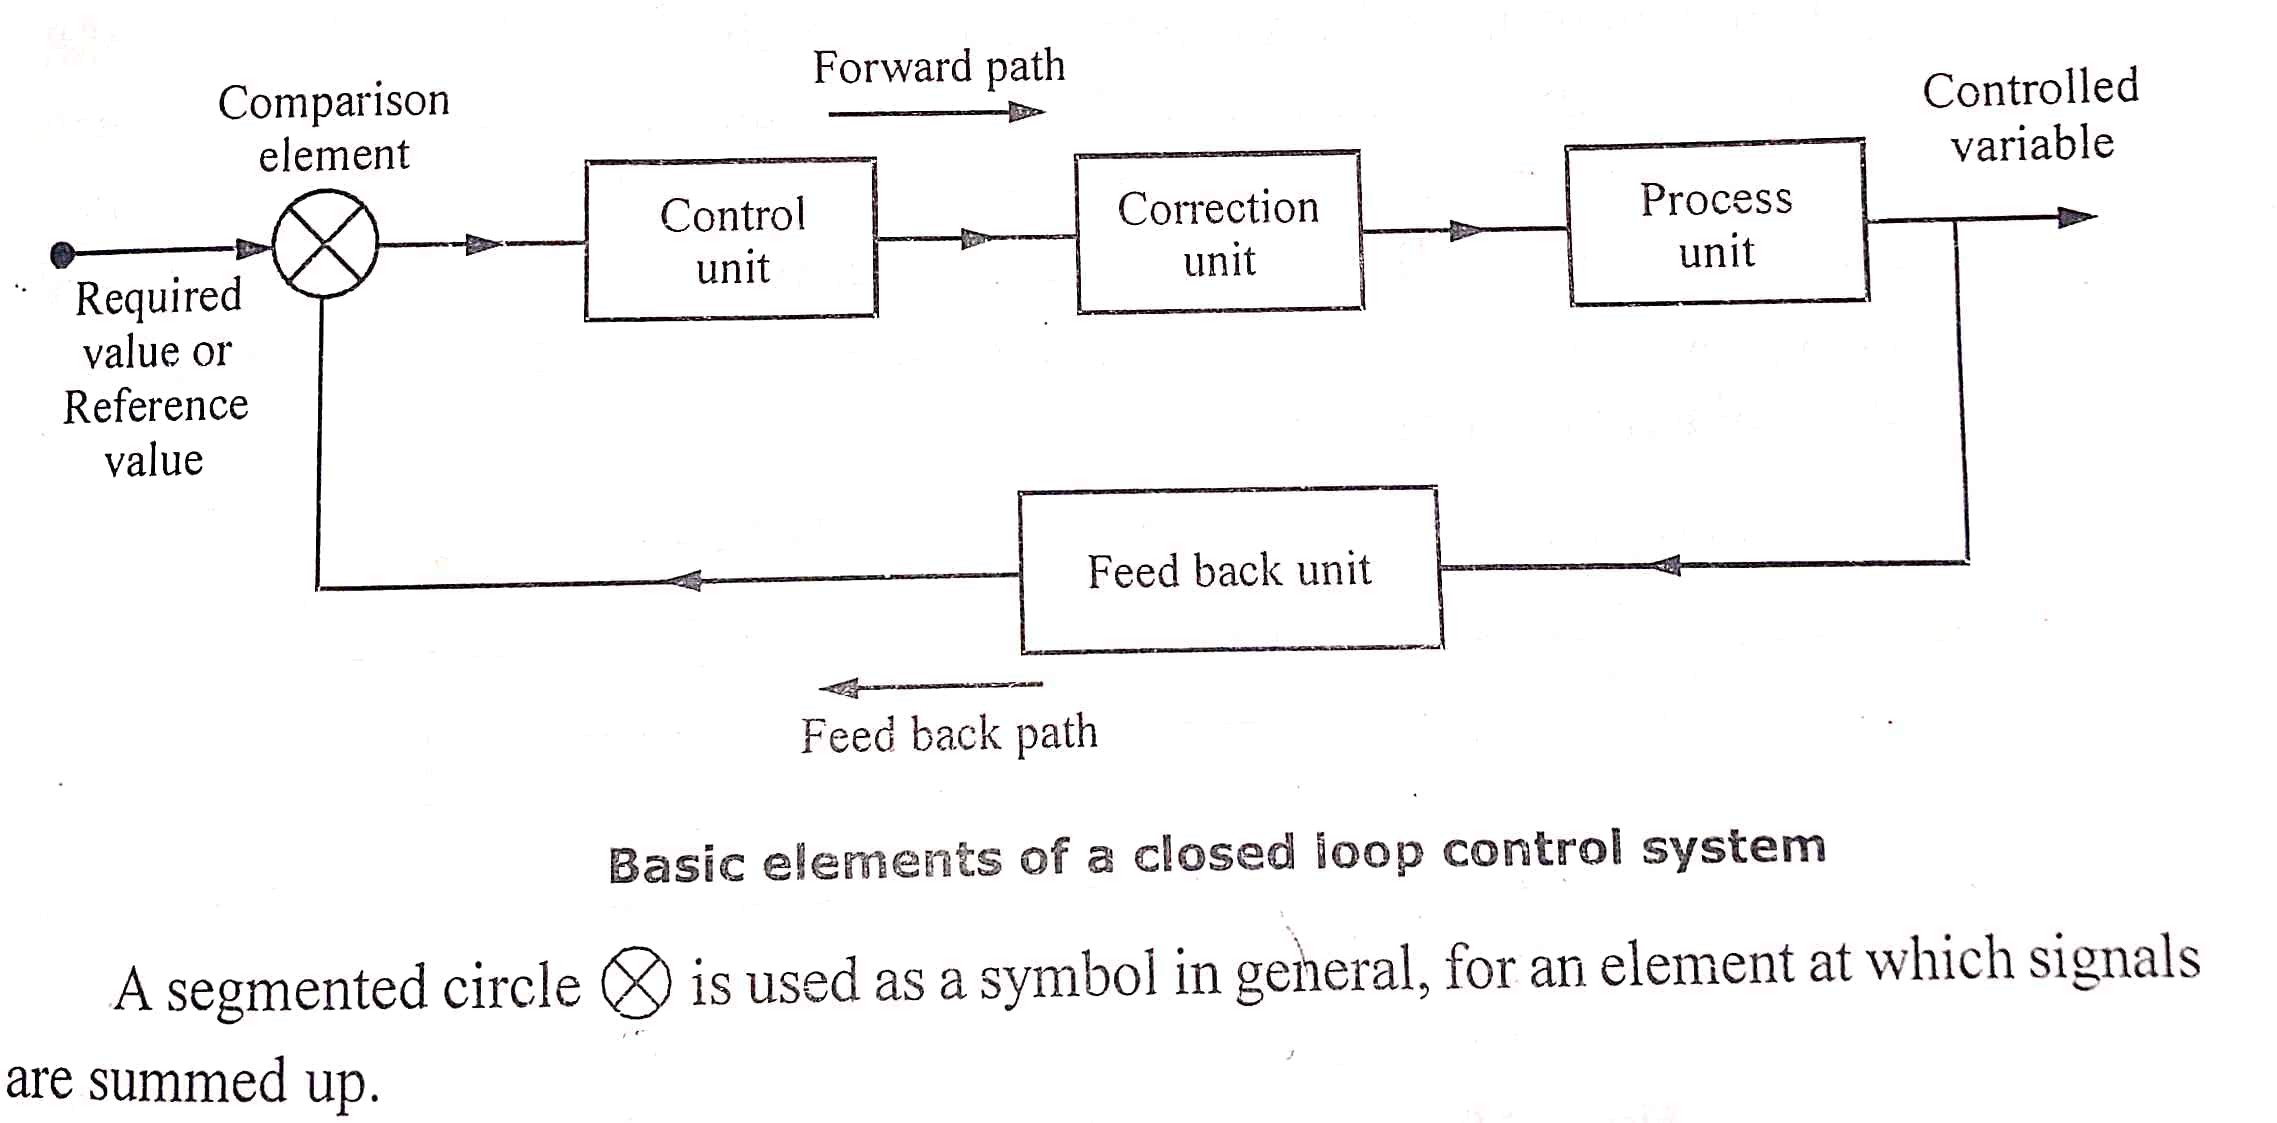 Forward path
Controlled
variable
Comparison
element
Control
unit
Correction
unit
Process
unit
Required
value or
Reference
value
Feed back unit
Feed back path
Basic elements of a closed loop control system
A segmented circle ⊗ is used as a symbol in general, for an element at which signals
are summed up.